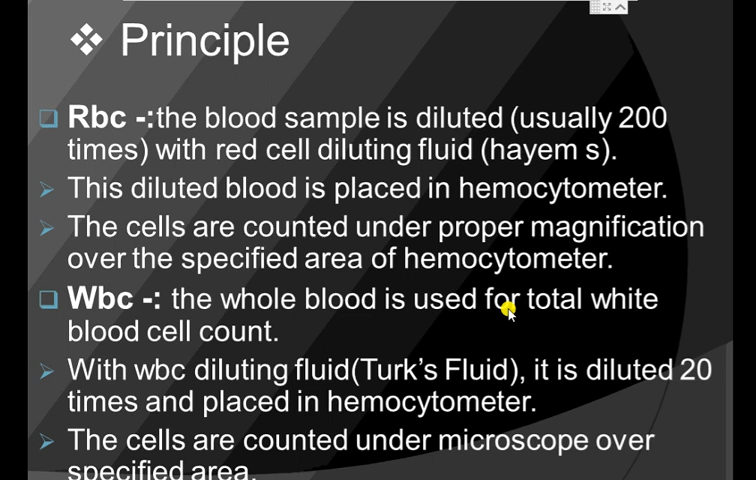 ❖ Principle
Rbc -:the blood sample is diluted (usually 200
times) with red cell diluting fluid (hayem s).
This diluted blood is placed in hemocytometer.
The cells are counted under proper magnification
over the specified area of hemocytometer.
Wbc -: the whole blood is used for total white
blood cell count.
With wbc diluting fluid(Turk’s Fluid), it is diluted 20
times and placed in hemocytometer.
The cells are counted under microscope over
specified area.